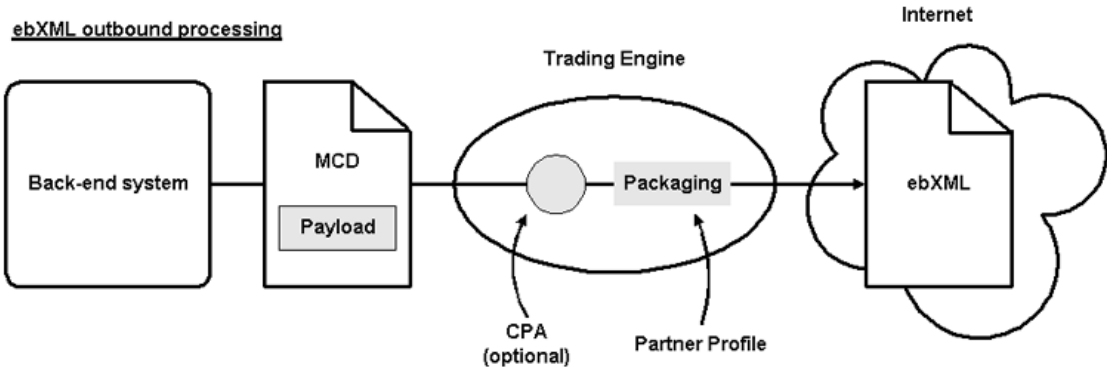 ebXML outbound processing
Internet
Trading Engine
Back-end system
MCD
Payload
Packaging
ebXML
CPA
(optional)
Partner Profile